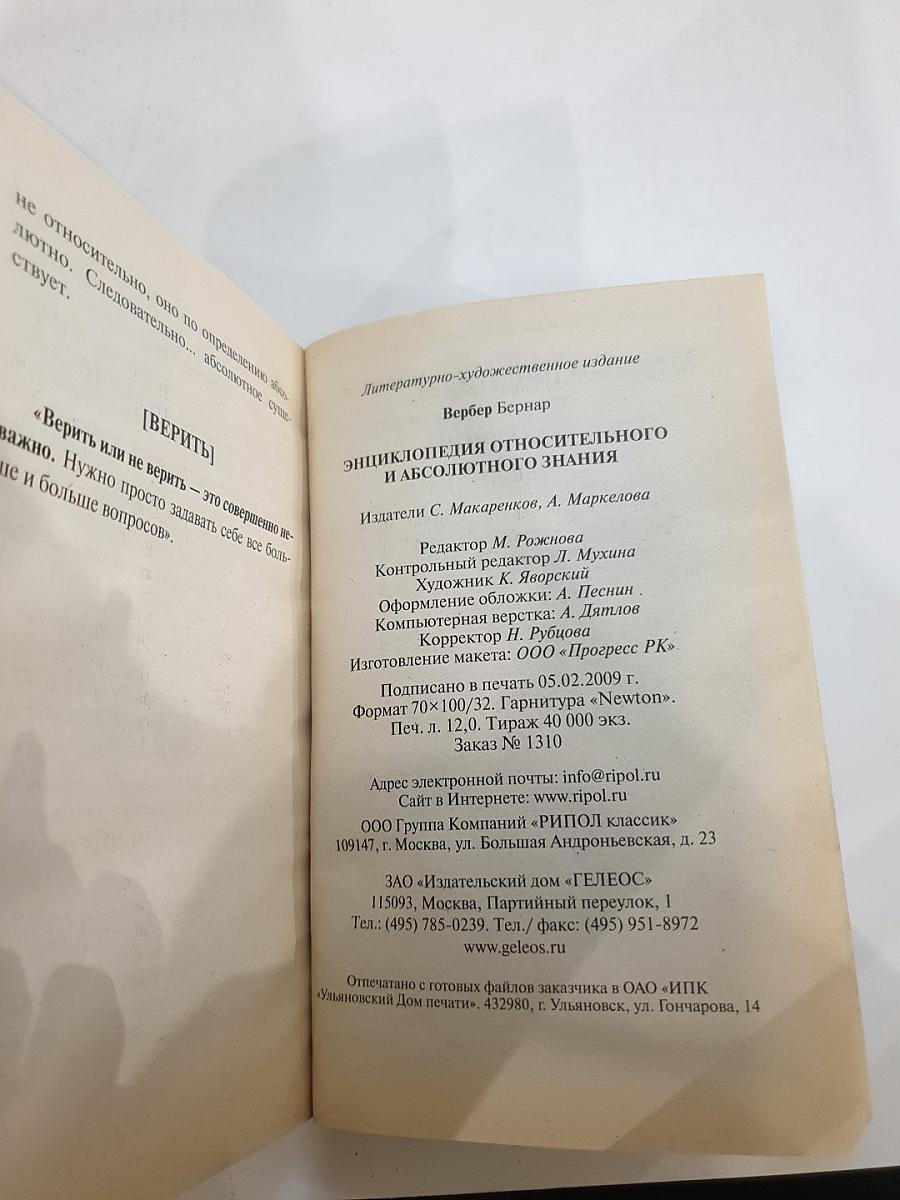 не относительно, оно по определению абсо-
лютно. Следовательно... абсолютное суще-
ствует.
[ВЕРИТЬ]
«Верить или не верить — это совершенно не-
важно. Нужно просто задавать себе все боль-
ше и больше вопросов».
Литературно-художественное издание
Вербер Бернар
ЭНЦИКЛОПЕДИЯ ОТНОСИТЕЛЬНОГО
И АБСОЛЮТНОГО ЗНАНИЯ
Издатели С. Макаренков, А. Маркелова
Редактор М. Рожнова
Контрольный редактор Л. Мухина
Художник К. Яворский
Оформление обложки: А. Песнин
Компьютерная верстка: А. Дятлов
Корректор Н. Рубцова
Изготовление макета: ООО «Прогресс РК»
Подписано в печать 05.02.2009 г.
Формат 70×100/32. Гарнитура «Newton».
Печ. л. 12,0. Тираж 40 000 экз.
Заказ № 1310
Адрес электронной почты: info@ripol.ru
Сайт в Интернете: www.ripol.ru
ООО Группа Компаний «РИПОЛ классик»
109147, г. Москва, ул. Большая Андроньевская, д. 23
ЗАО «Издательский дом «ГЕЛЕОС»
115093, Москва, Партийный переулок, 1
Тел.: (495) 785-0239. Тел./ факс: (495) 951-8972
www.geleos.ru
Отпечатано с готовых файлов заказчика в ОАО «ИПК
«Ульяновский Дом печати». 432980, г. Ульяновск, ул. Гончарова, 14